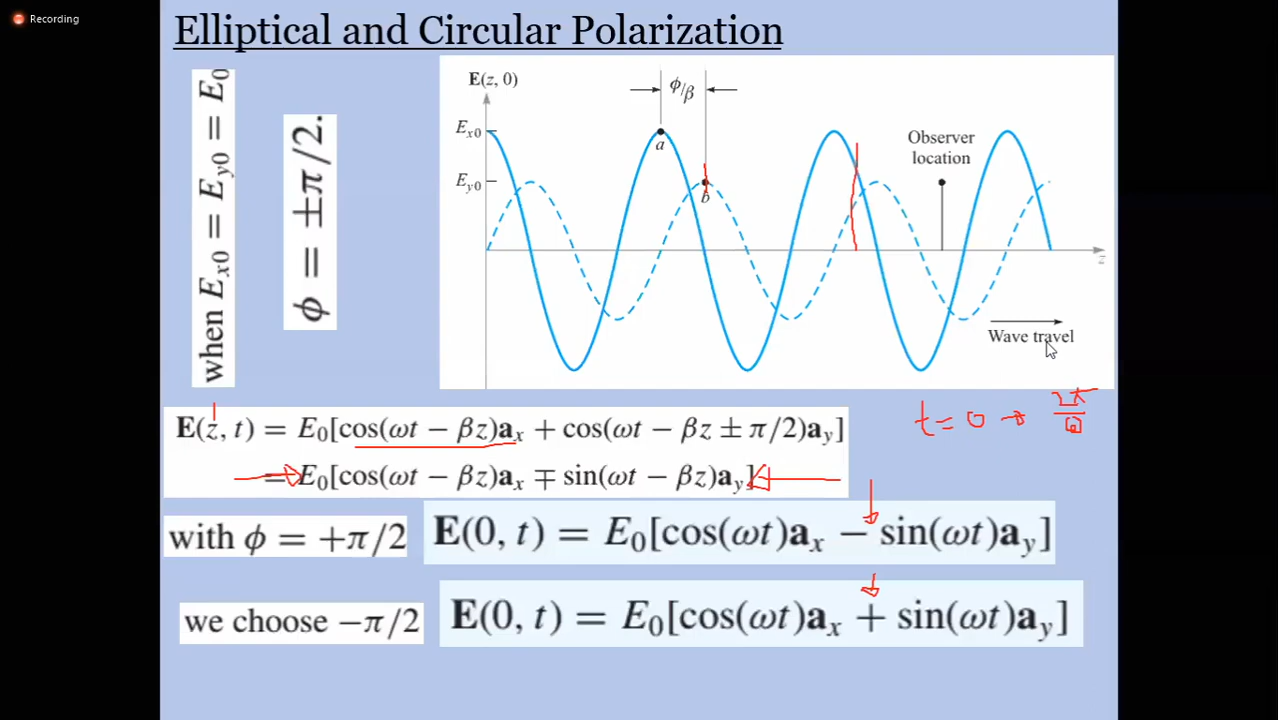 Recording
Elliptical and Circular Polarization
when E_x0 = E_y0 = E_0
ϕ = ±π/2.
E(z, 0)
ϕ/β
E_x0
a
E_y0
b
Observer
location
z
Wave travel
t = 0 → 2π/ω
E(z, t) = E_0[cos(ωt − βz)a_x + cos(ωt − βz ± π/2)a_y]
= E_0[cos(ωt − βz)a_x ∓ sin(ωt − βz)a_y]
with ϕ = +π/2
E(0, t) = E_0[cos(ωt)a_x − sin(ωt)a_y]
we choose −π/2
E(0, t) = E_0[cos(ωt)a_x + sin(ωt)a_y]